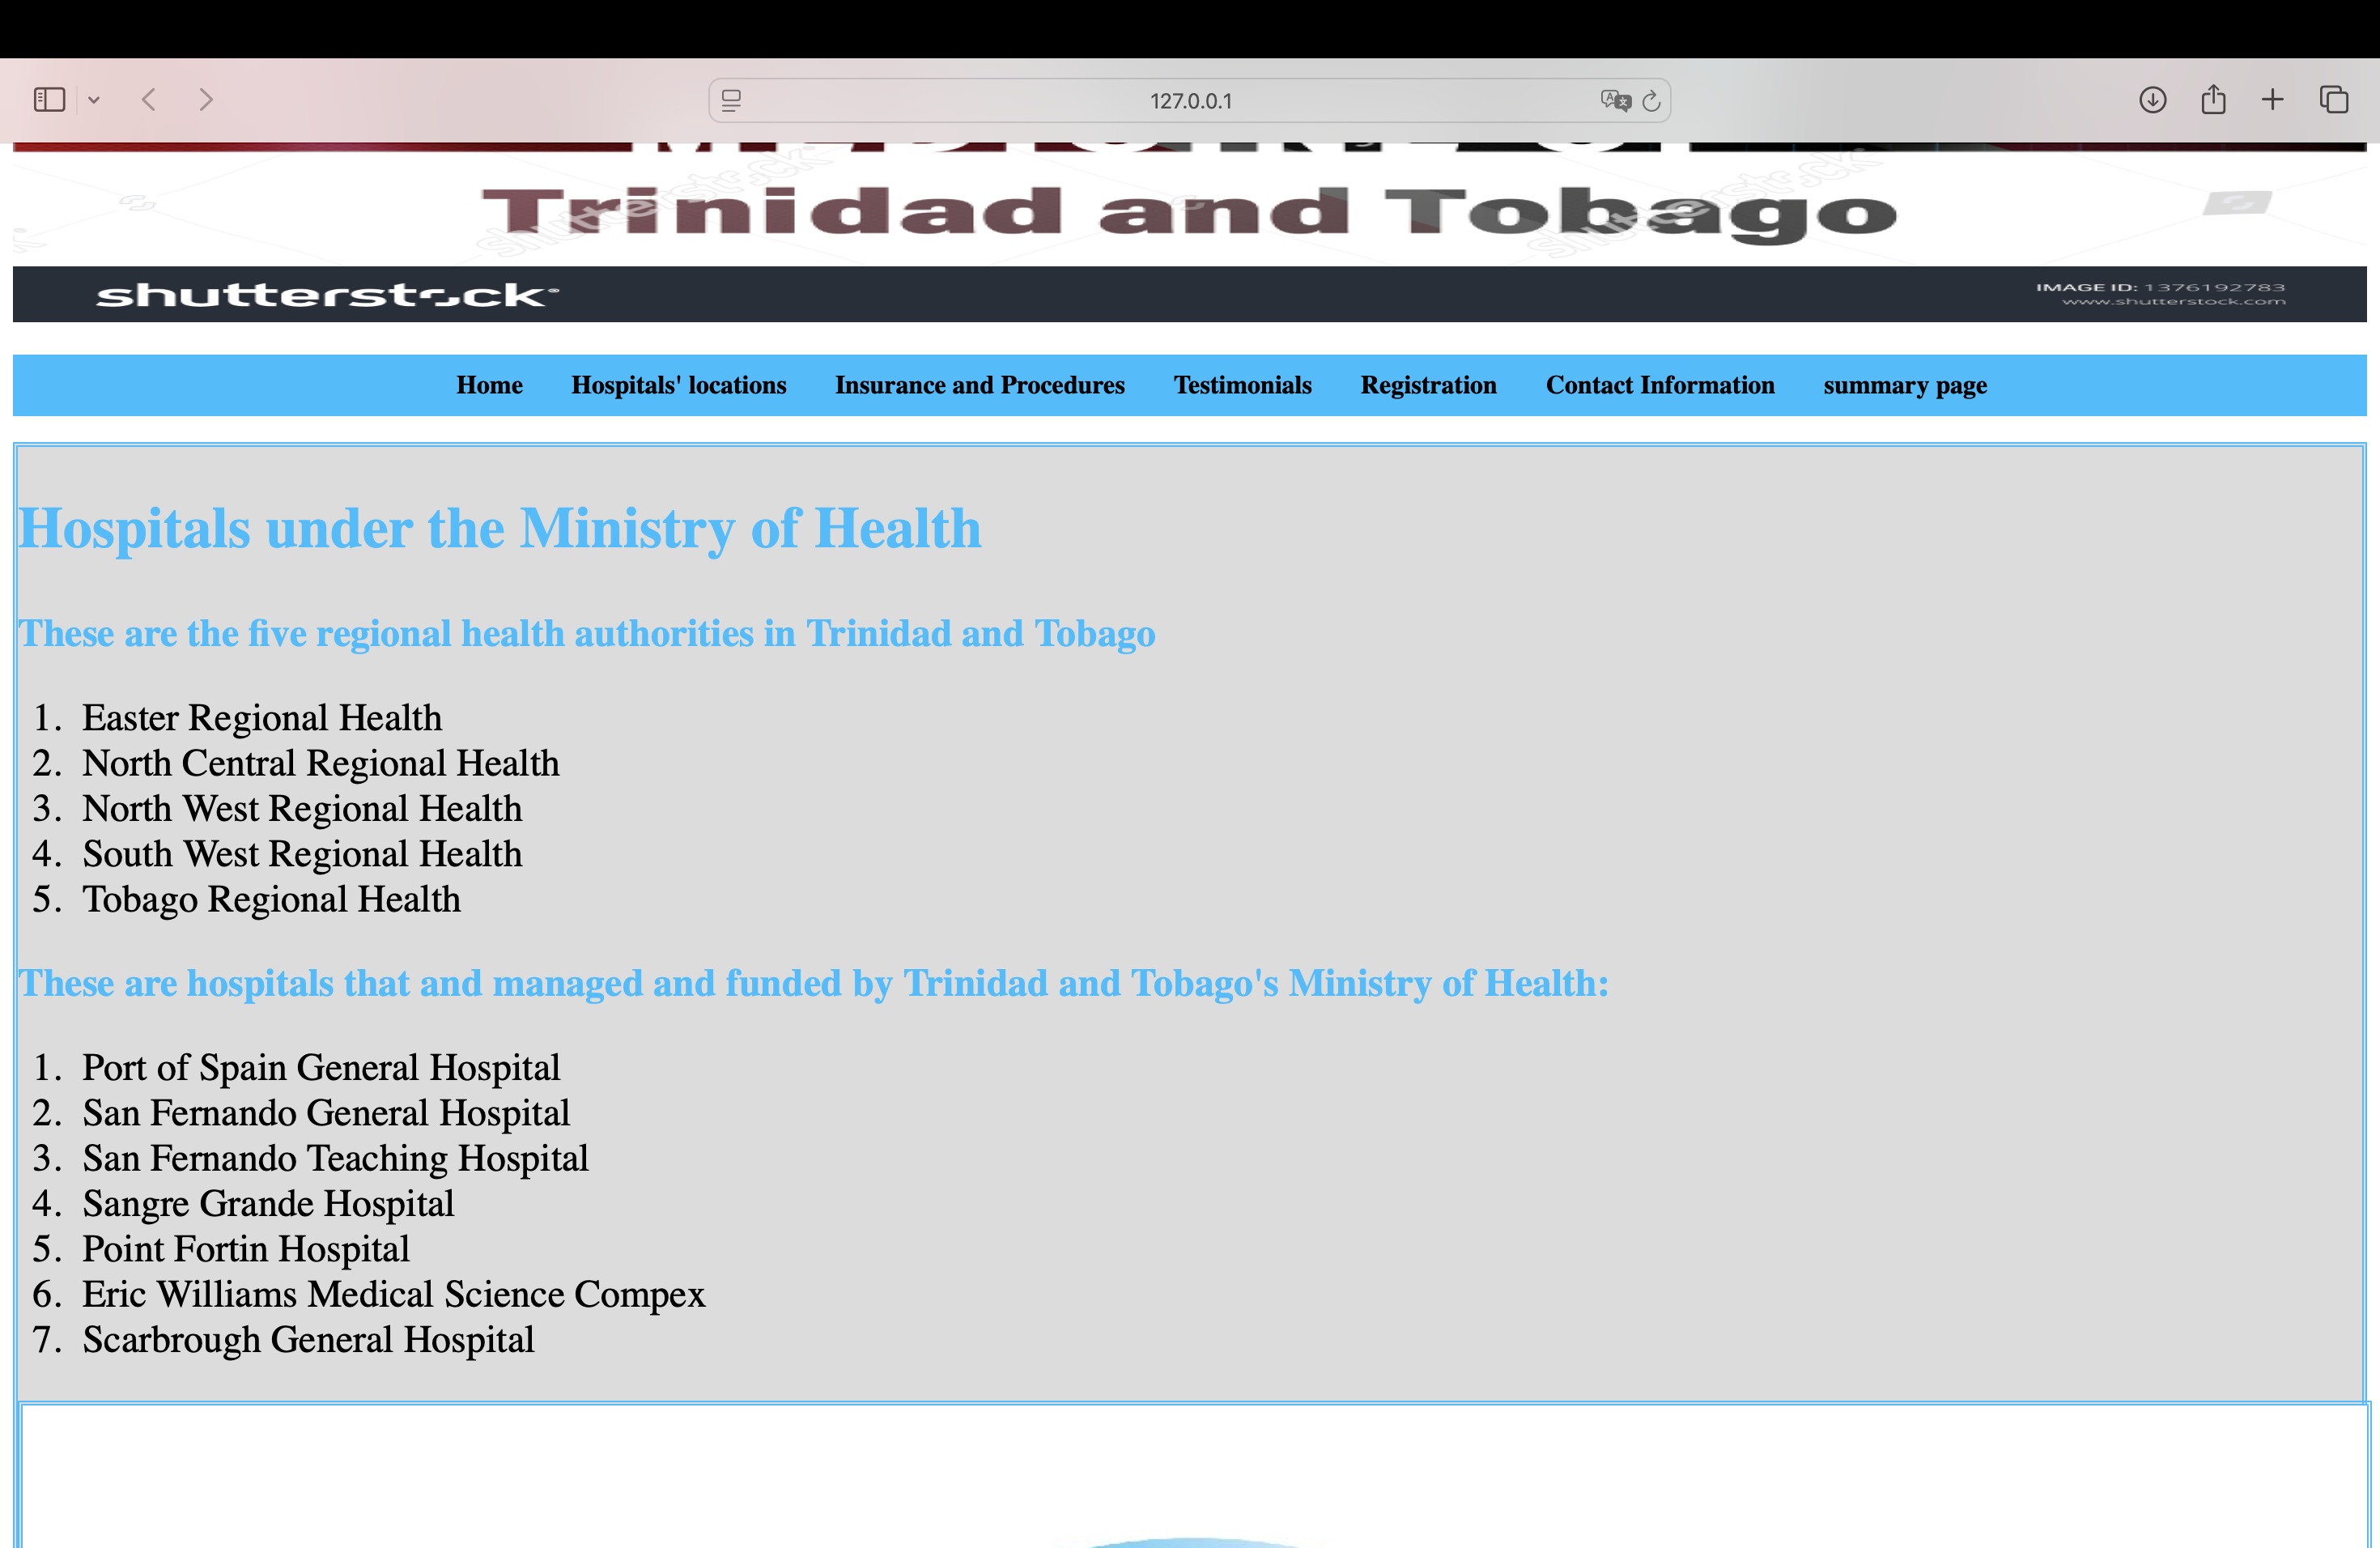 127.0.0.1
Trinidad and Tobago
shutterstock
shutterstock
shutterstock
IMAGE ID: 1376192783
www.shutterstock.com
Home Hospitals' locations Insurance and Procedures Testimonials Registration Contact Information summary page
Hospitals under the Ministry of Health
These are the five regional health authorities in Trinidad and Tobago
1. Easter Regional Health
2. North Central Regional Health
3. North West Regional Health
4. South West Regional Health
5. Tobago Regional Health
These are hospitals that and managed and funded by Trinidad and Tobago's Ministry of Health:
1. Port of Spain General Hospital
2. San Fernando General Hospital
3. San Fernando Teaching Hospital
4. Sangre Grande Hospital
5. Point Fortin Hospital
6. Eric Williams Medical Science Compex
7. Scarbrough General Hospital